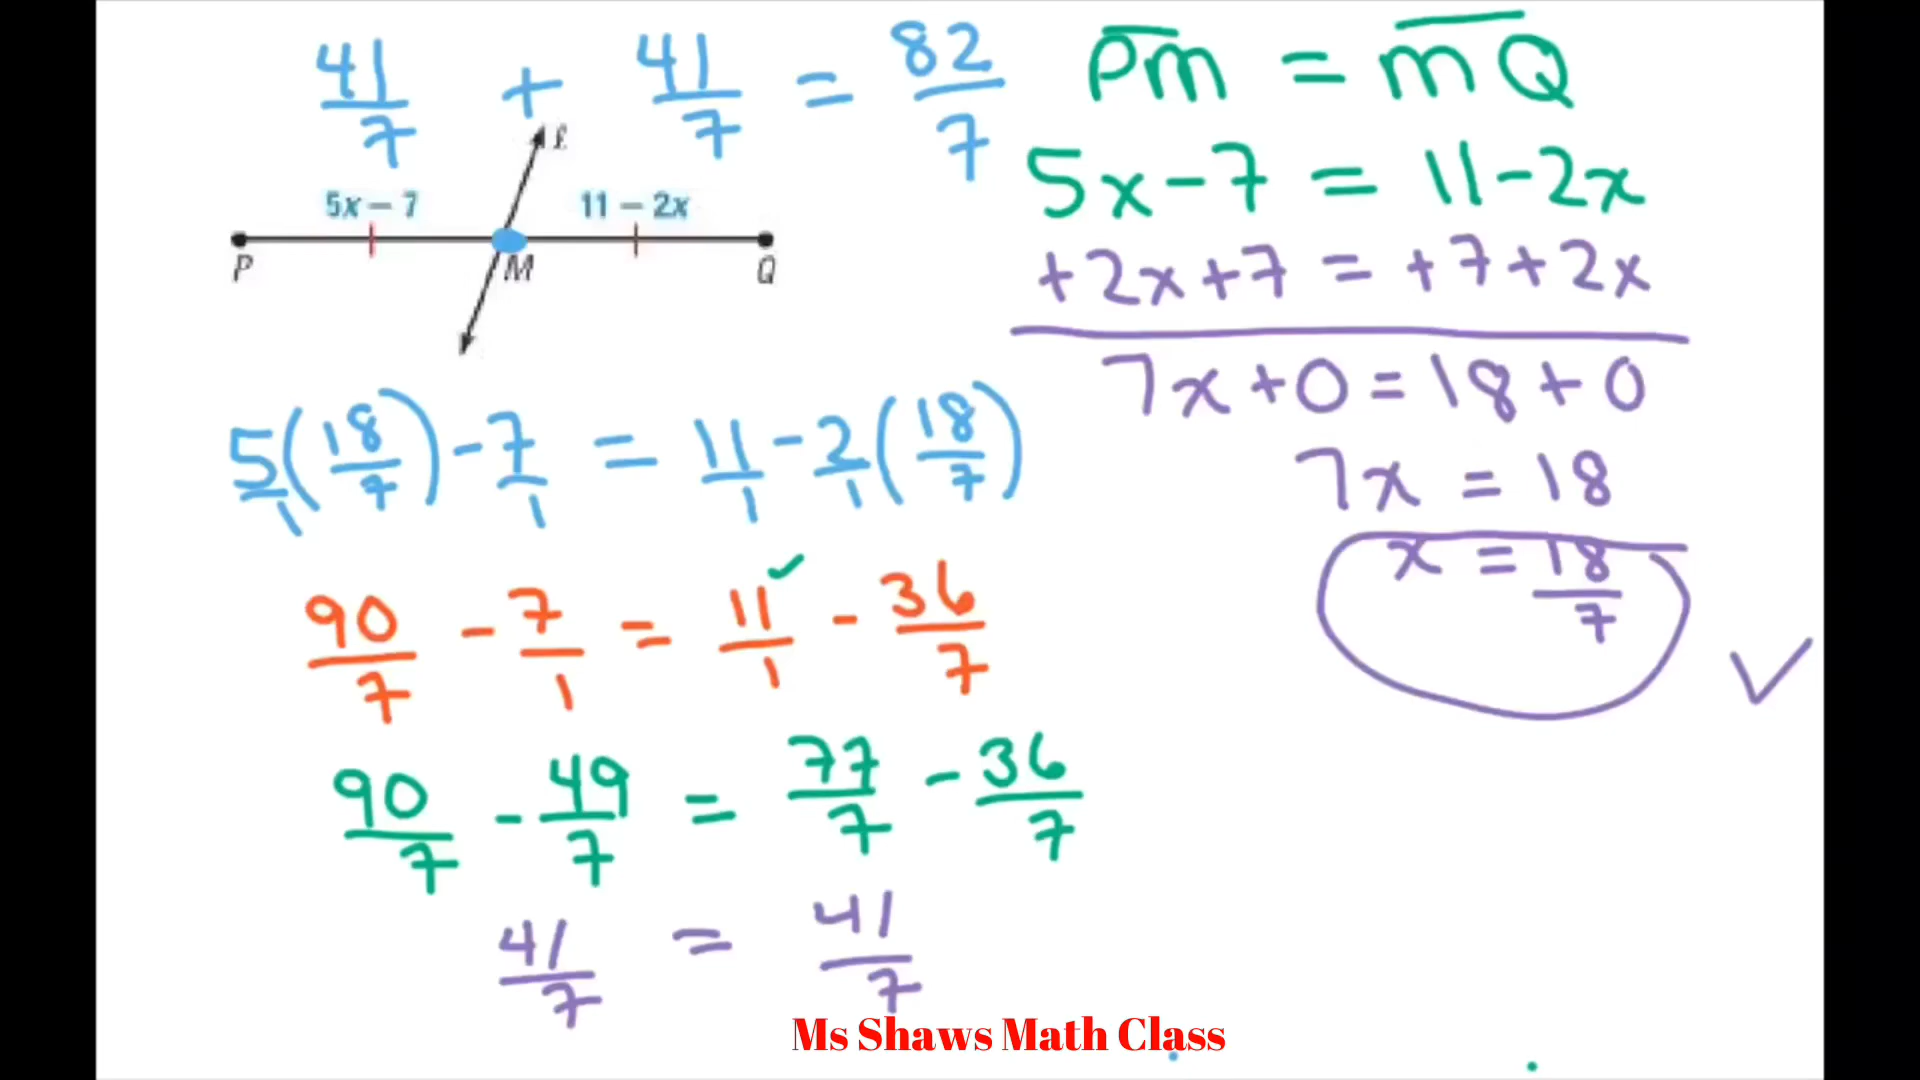 41/7 + 41/7 = 82/7
ℓ
5x – 7 11 – 2x
P M Q
5/1(18/7) - 7/1 = 11/1 - 2/1(18/7)
90/7 - 7/1 = 11/1 ✓ - 36/7
90/7 - 49/7 = 77/7 - 36/7
41/7 = 41/7
Pm = mQ
5x-7 = 11-2x
+2x+7 = +7+2x
7x+0 = 18+0
7x = 18
x = 18/7 ✓
Ms Shaws Math Class